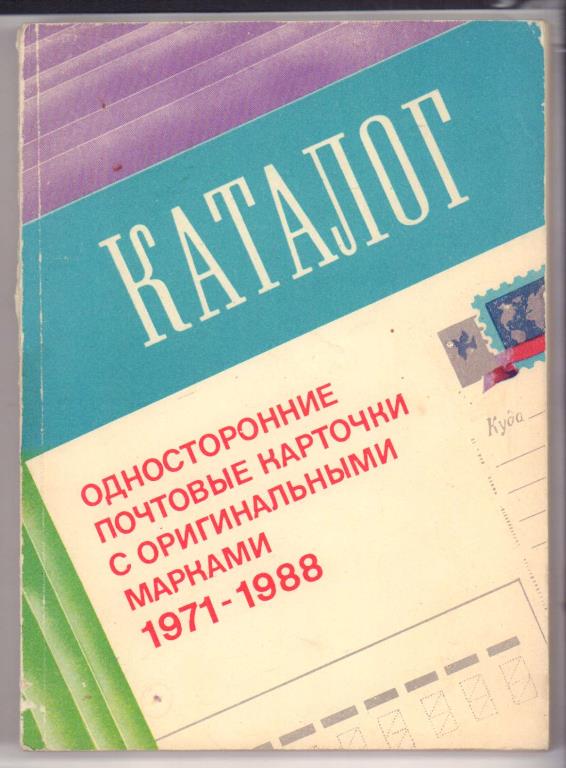 КАТАЛОГ
ОДНОСТОРОННИЕ
ПОЧТОВЫЕ КАРТОЧКИ
С ОРИГИНАЛЬНЫМИ
МАРКАМИ
1971-1988
Куда